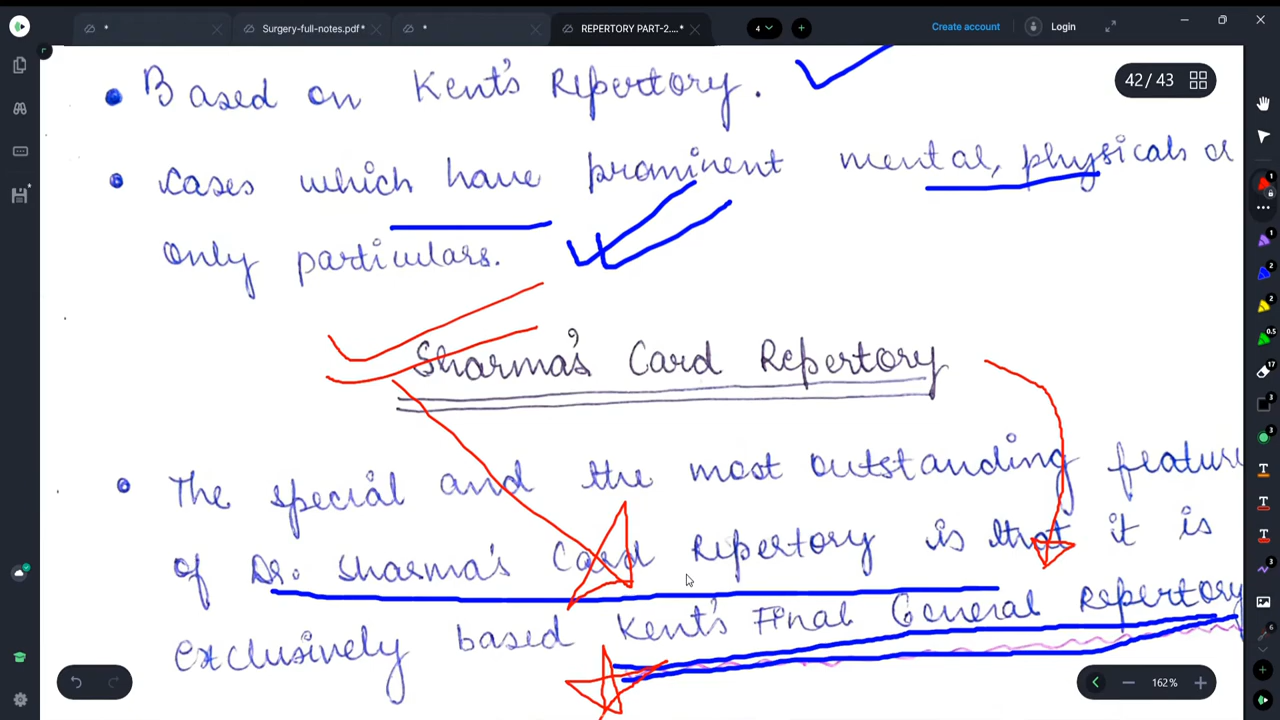 *
Surgery-full-notes.pdf*
*
REPERTORY PART-2....*
4
Create account
Login
Based on Kent's Repertory.
42/43
cases which have prominent mental, physicals or
only particulars.
Sharma's Card Repertory
The special and the most outstanding feature
of Dr. Sharma's Card Repertory is that it is
exclusively based Kent's Final General Repertory
162%